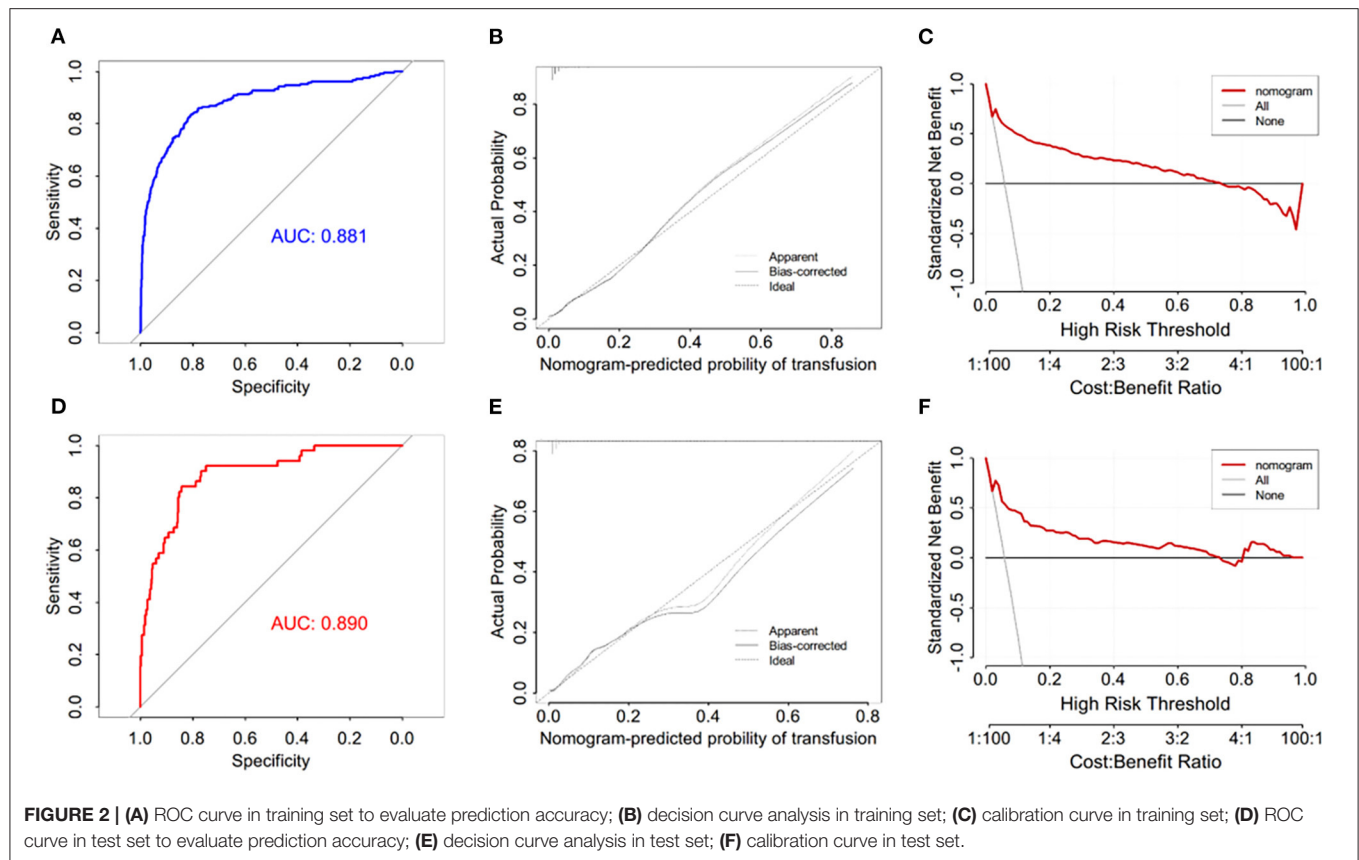 A
Sensitivity
1.0
0.8
0.6
0.4
0.2
0.0
AUC: 0.881
1.0 0.8 0.6 0.4 0.2 0.0
Specificity
B
Actual Probability
0.8
0.6
0.4
0.2
0.0
Apparent
Bias-corrected
Ideal
0.0 0.2 0.4 0.6 0.8
Nomogram-predicted probility of transfusion
C
Standardized Net Benefit
1.0
0.5
0.0
-0.5
-1.0
nomogram
All
None
0.0 0.2 0.4 0.6 0.8 1.0
High Risk Threshold
1:100 1:4 2:3 3:2 4:1 100:1
Cost:Benefit Ratio
D
Sensitivity
1.0
0.8
0.6
0.4
0.2
0.0
AUC: 0.890
1.0 0.8 0.6 0.4 0.2 0.0
Specificity
E
Actual Probability
0.8
0.6
0.4
0.2
0.0
Apparent
Bias-corrected
Ideal
0.0 0.2 0.4 0.6 0.8
Nomogram-predicted probility of transfusion
F
Standardized Net Benefit
1.0
0.5
0.0
-0.5
-1.0
nomogram
All
None
0.0 0.2 0.4 0.6 0.8 1.0
High Risk Threshold
1:100 1:4 2:3 3:2 4:1 100:1
Cost:Benefit Ratio
FIGURE 2 | (A) ROC curve in training set to evaluate prediction accuracy; (B) decision curve analysis in training set; (C) calibration curve in training set; (D) ROC
curve in test set to evaluate prediction accuracy; (E) decision curve analysis in test set; (F) calibration curve in test set.